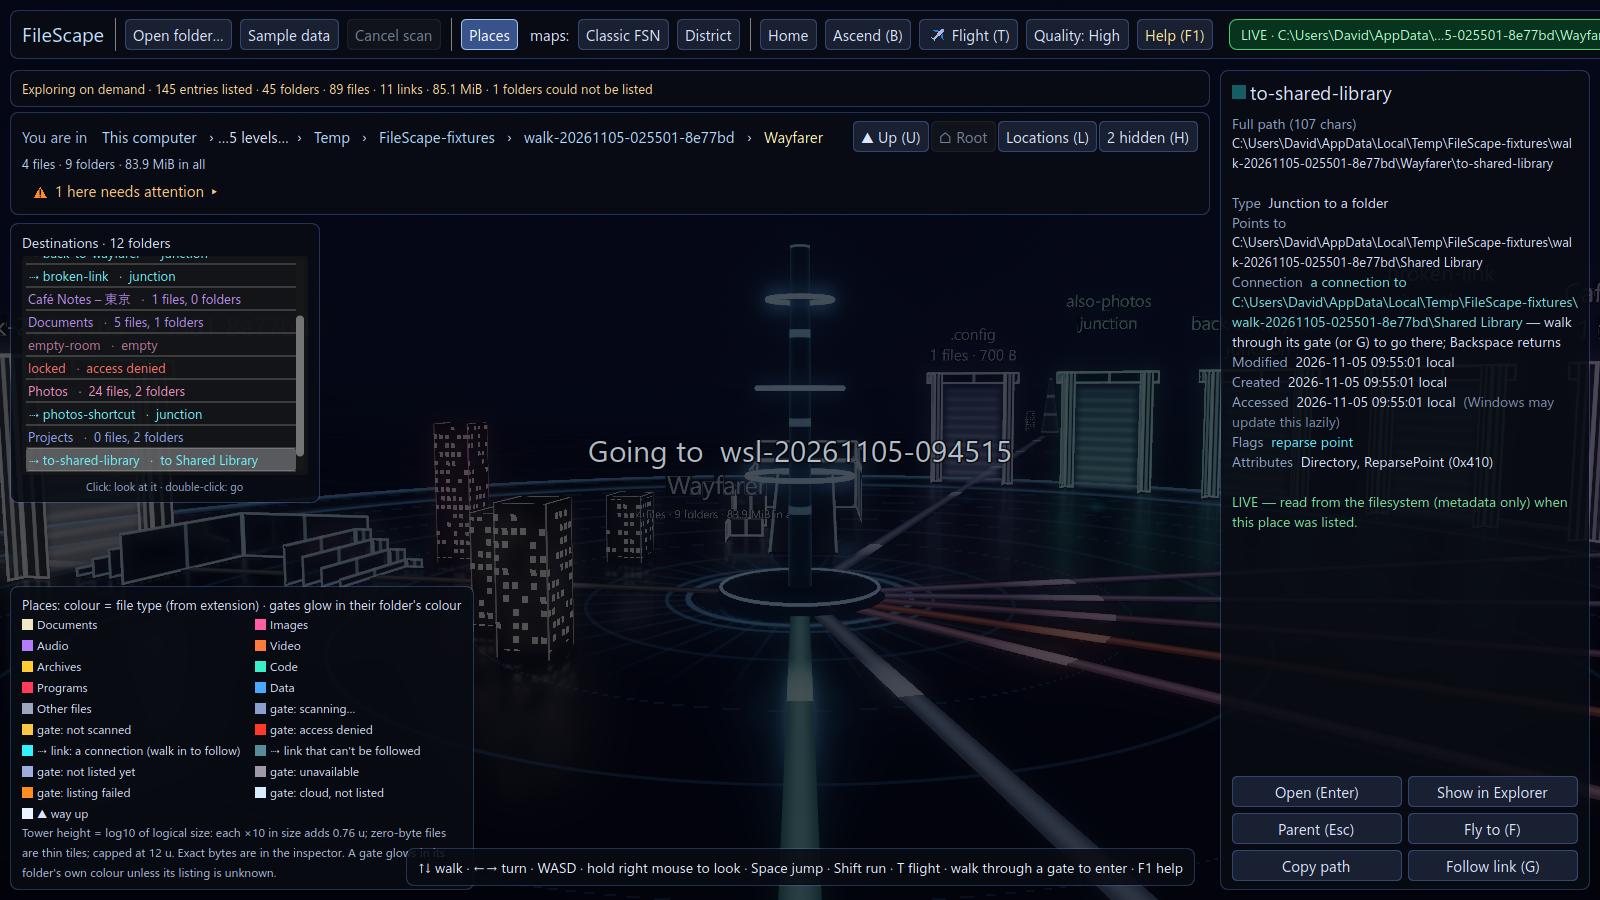 FileScape
Open folder...
Sample data
Cancel scan
Places
maps:
Classic FSN
District
Home
Ascend (B)
Flight (T)
Quality: High
Help (F1)
LIVE · C:\Users\David\AppData\...5-025501-8e77bd\Wayfa
Exploring on demand · 145 entries listed · 45 folders · 89 files · 11 links · 85.1 MiB · 1 folders could not be listed
You are in This computer › ...5 levels... › Temp › FileScape-fixtures › walk-20261105-025501-8e77bd › Wayfarer
▲ Up (U)
⌂ Root
Locations (L)
2 hidden (H)
4 files · 9 folders · 83.9 MiB in all
1 here needs attention ▸
Destinations · 12 folders
back-to-wayfarer · junction
⇢ broken-link · junction
Café Notes – 東京 · 1 files, 0 folders
Documents · 5 files, 1 folders
empty-room · empty
locked · access denied
Photos · 24 files, 2 folders
⇢ photos-shortcut · junction
Projects · 0 files, 2 folders
⇢ to-shared-library · to Shared Library
Click: look at it · double-click: go
.config
1 files · 700 B
also-photos
junction
back
Going to wsl-20261105-094515
Wayfarer
4 files · 9 folders · 83.9 MiB in a
Places: colour = file type (from extension) · gates glow in their folder's colour
Documents
Images
Audio
Video
Archives
Code
Programs
Data
Other files
gate: scanning...
gate: not scanned
gate: access denied
⇢ link: a connection (walk in to follow)
⇢ link that can't be followed
gate: not listed yet
gate: unavailable
gate: listing failed
gate: cloud, not listed
▲ way up
Tower height = log10 of logical size: each ×10 in size adds 0.76 u; zero-byte files
are thin tiles; capped at 12 u. Exact bytes are in the inspector. A gate glows in its
folder's own colour unless its listing is unknown.
↑↓ walk · ←→ turn · WASD · hold right mouse to look · Space jump · Shift run · T flight · walk through a gate to enter · F1 help
to-shared-library
Full path (107 chars)
C:\Users\David\AppData\Local\Temp\FileScape-fixtures\wal
k-20261105-025501-8e77bd\Wayfarer\to-shared-library
Type Junction to a folder
Points to
C:\Users\David\AppData\Local\Temp\FileScape-fixtures\wal
k-20261105-025501-8e77bd\Shared Library
broken-link
Connection a connection to
C:\Users\David\AppData\Local\Temp\FileScape-fixtures\
walk-20261105-025501-8e77bd\Shared Library — walk
through its gate (or G) to go there; Backspace returns
Modified 2026-11-05 09:55:01 local
Created 2026-11-05 09:55:01 local
Accessed 2026-11-05 09:55:01 local (Windows may
update this lazily)
Flags reparse point
Attributes Directory, ReparsePoint (0x410)
LIVE — read from the filesystem (metadata only) when
this place was listed.
Open (Enter)
Show in Explorer
Parent (Esc)
Fly to (F)
Copy path
Follow link (G)